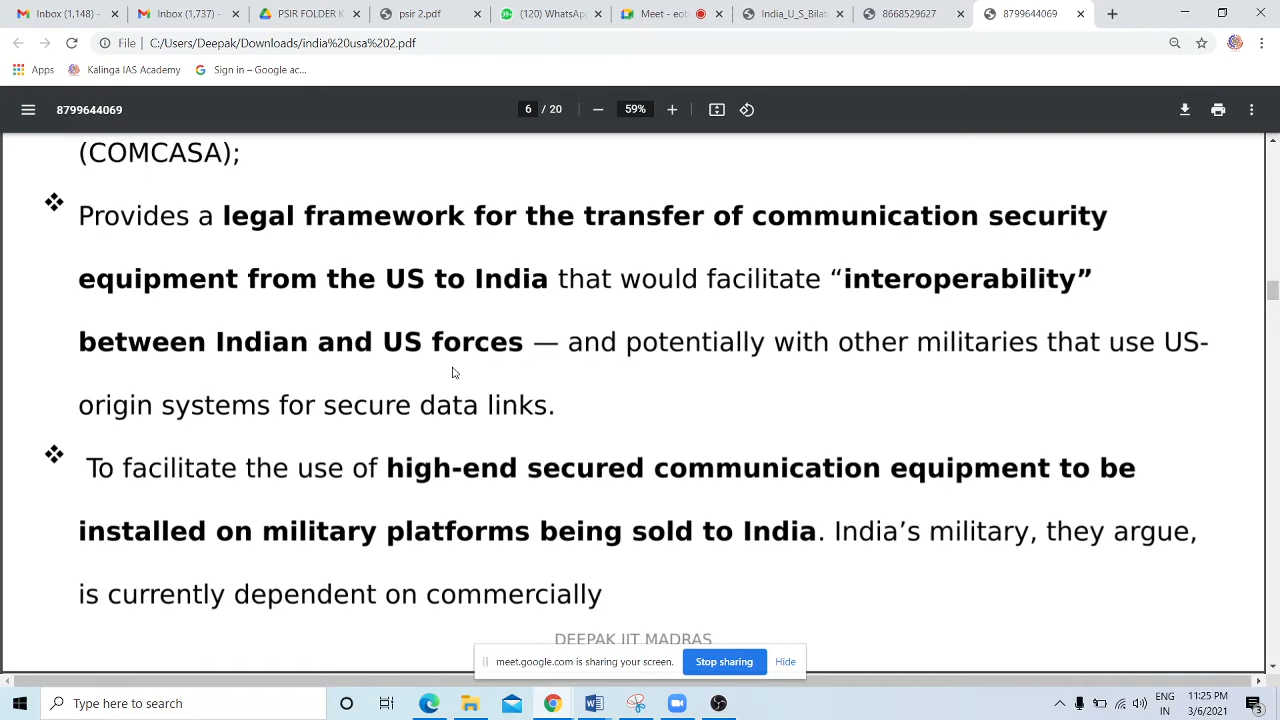 Inbox (1,148) -
Inbox (1,737) -
PSIR FOLDER K
psir 2.pdf
(120) WhatsApp
Meet - eob
India_U_S_Bilat
8668529627
8799644069
File | C:/Users/Deepak/Downloads/india%20usa%202.pdf
Apps Kalinga IAS Academy Sign in – Google ac...
8799644069 6 / 20 59%
(COMCASA);
Provides a legal framework for the transfer of communication security
equipment from the US to India that would facilitate “interoperability”
between Indian and US forces — and potentially with other militaries that use US-
origin systems for secure data links.
To facilitate the use of high-end secured communication equipment to be
installed on military platforms being sold to India. India’s military, they argue,
is currently dependent on commercially
DEEPAK IIT MADRAS
meet.google.com is sharing your screen. Stop sharing Hide
Type here to search
ENG 11:25 PM
IN 3/6/2021
3